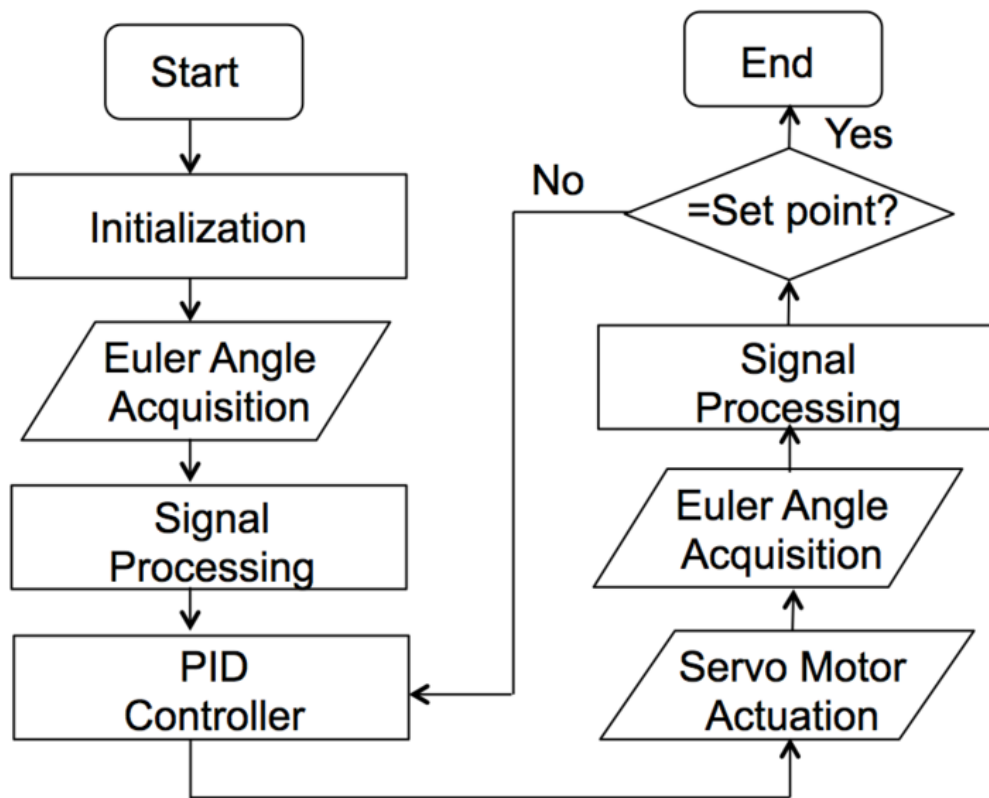 Start
Initialization
Euler Angle
Acquisition
Signal
Processing
PID
Controller
Servo Motor
Actuation
Euler Angle
Acquisition
Signal
Processing
=Set point?
No
Yes
End